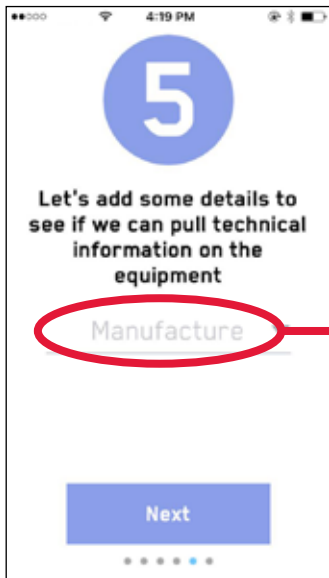 4:19 PM
5
Let's add some details to
see if we can pull technical
information on the
equipment
Manufacture
Next